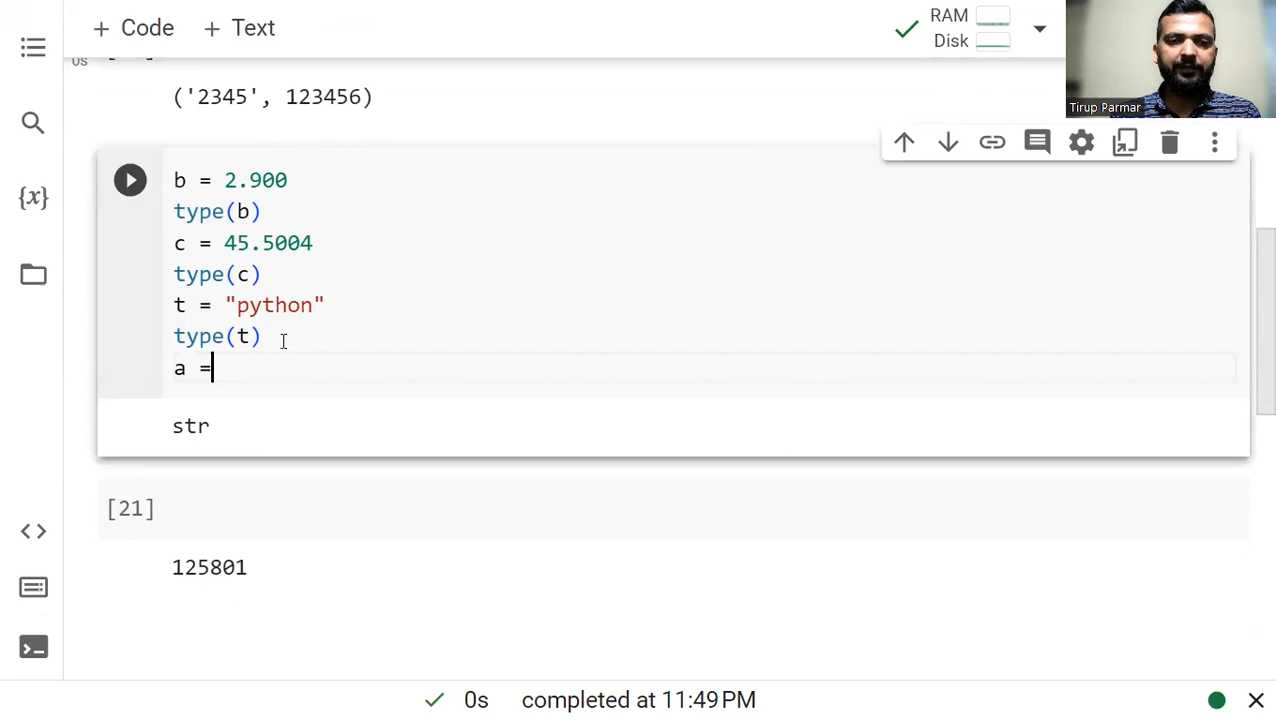 + Code + Text
RAM
Disk
Tirup Parmar
0s
('2345', 123456)
b = 2.900
type(b)
c = 45.5004
type(c)
t = "python"
type(t)
a =
str
{x}
[21]
125801
0s completed at 11:49 PM